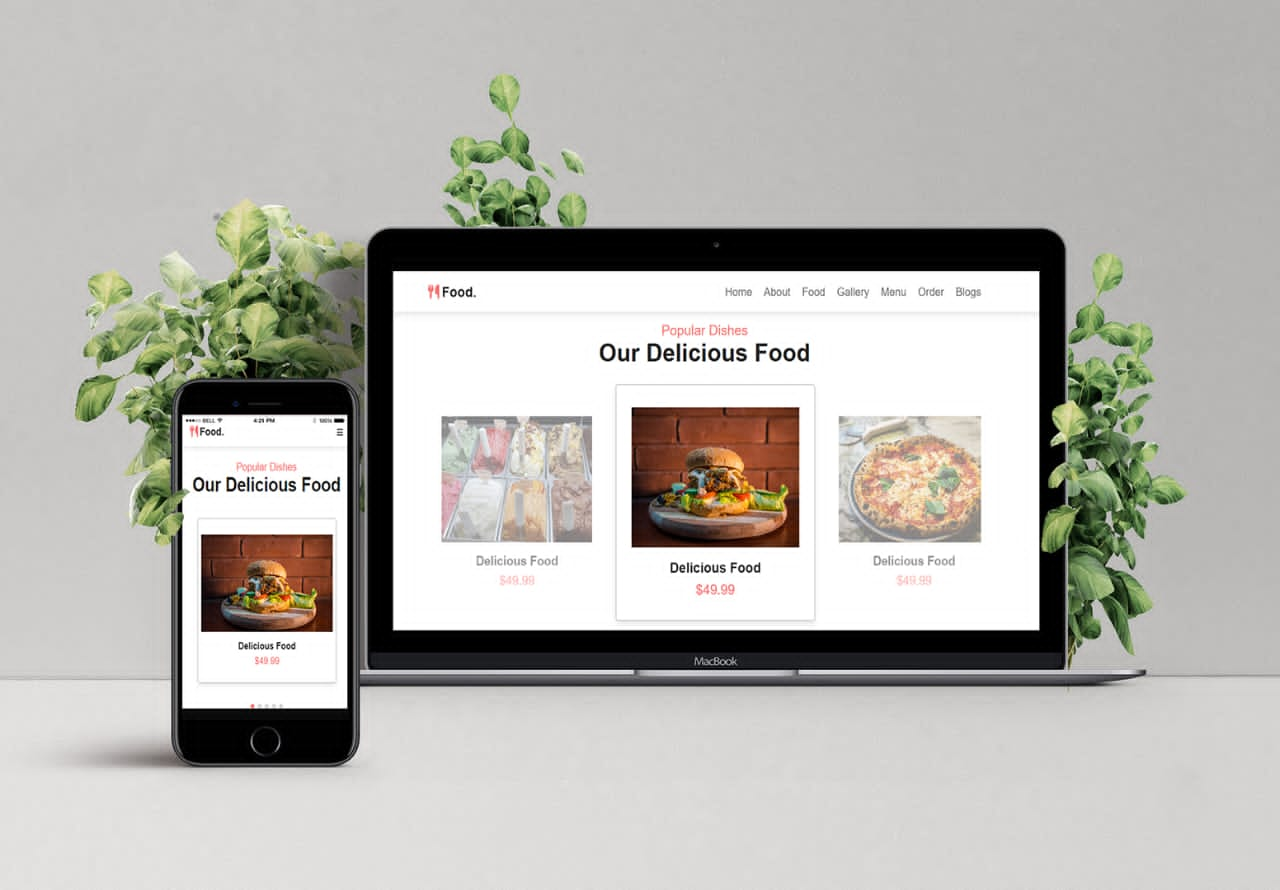 Food.
Home About Food Gallery Menu Order Blogs
Popular Dishes
Our Delicious Food
Delicious Food
$49.99
Delicious Food
$49.99
Delicious Food
$49.99
MacBook
BELL 4:21 PM 100%
Food.
Popular Dishes
Our Delicious Food
Delicious Food
$49.99